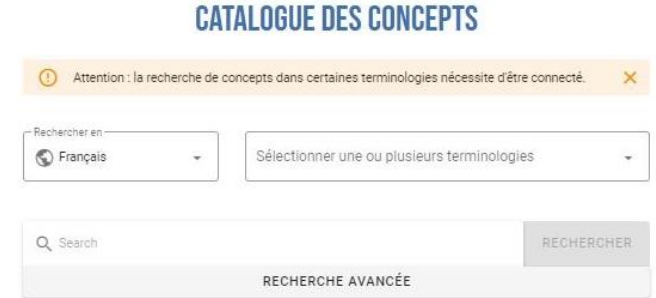 CATALOGUE DES CONCEPTS
Attention : la recherche de concepts dans certaines terminologies nécessite d'être connecté.
Rechercher en
Français
Sélectionner une ou plusieurs terminologies
Search
RECHERCHER
RECHERCHE AVANCÉE